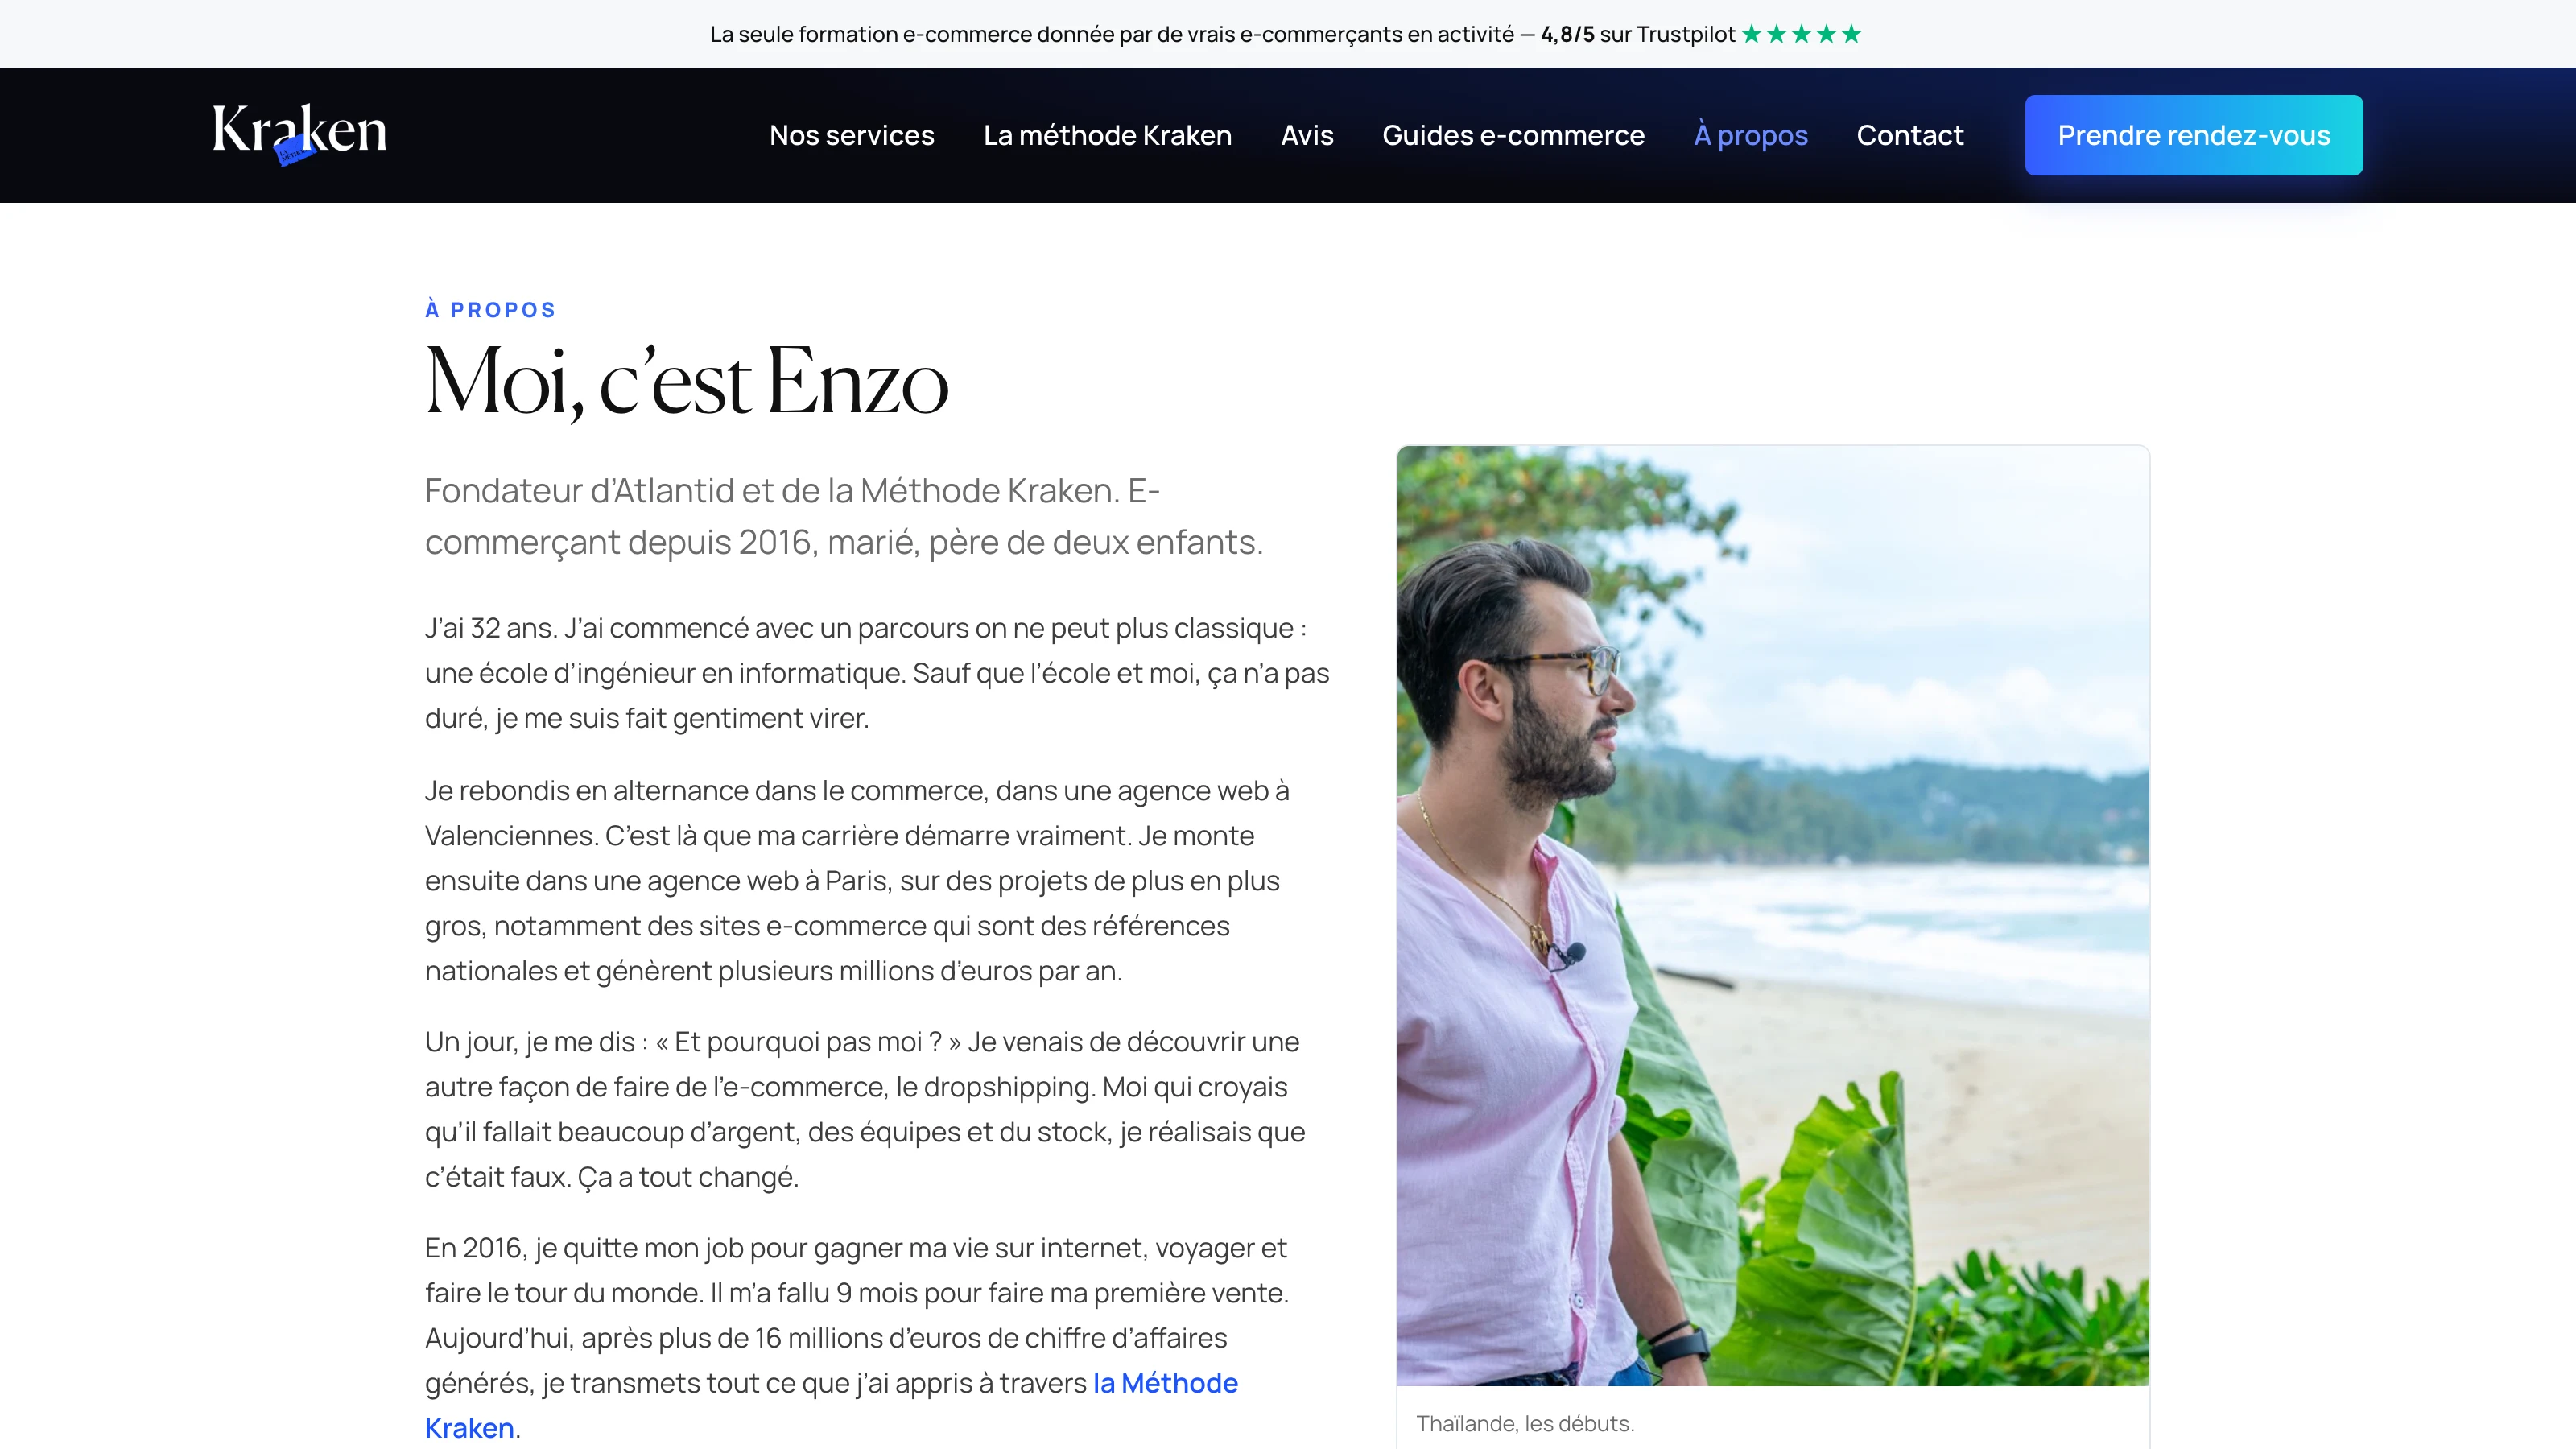 La seule formation e-commerce donnée par de vrais e-commerçants en activité — 4,8/5 sur Trustpilot ★★★★★
Kraken
Nos services
La méthode Kraken
Avis
Guides e-commerce
À propos
Contact
Prendre rendez-vous
À PROPOS
Moi, c’est Enzo
Fondateur d’Atlantid et de la Méthode Kraken. E-
commerçant depuis 2016, marié, père de deux enfants.
J’ai 32 ans. J’ai commencé avec un parcours on ne peut plus classique :
une école d’ingénieur en informatique. Sauf que l’école et moi, ça n’a pas
duré, je me suis fait gentiment virer.
Je rebondis en alternance dans le commerce, dans une agence web à
Valenciennes. C’est là que ma carrière démarre vraiment. Je monte
ensuite dans une agence web à Paris, sur des projets de plus en plus
gros, notamment des sites e-commerce qui sont des références
nationales et génèrent plusieurs millions d’euros par an.
Un jour, je me dis : « Et pourquoi pas moi ? » Je venais de découvrir une
autre façon de faire de l’e-commerce, le dropshipping. Moi qui croyais
qu’il fallait beaucoup d’argent, des équipes et du stock, je réalisais que
c’était faux. Ça a tout changé.
En 2016, je quitte mon job pour gagner ma vie sur internet, voyager et
faire le tour du monde. Il m’a fallu 9 mois pour faire ma première vente.
Aujourd’hui, après plus de 16 millions d’euros de chiffre d’affaires
générés, je transmets tout ce que j’ai appris à travers la Méthode
Kraken.
Thaïlande, les débuts.